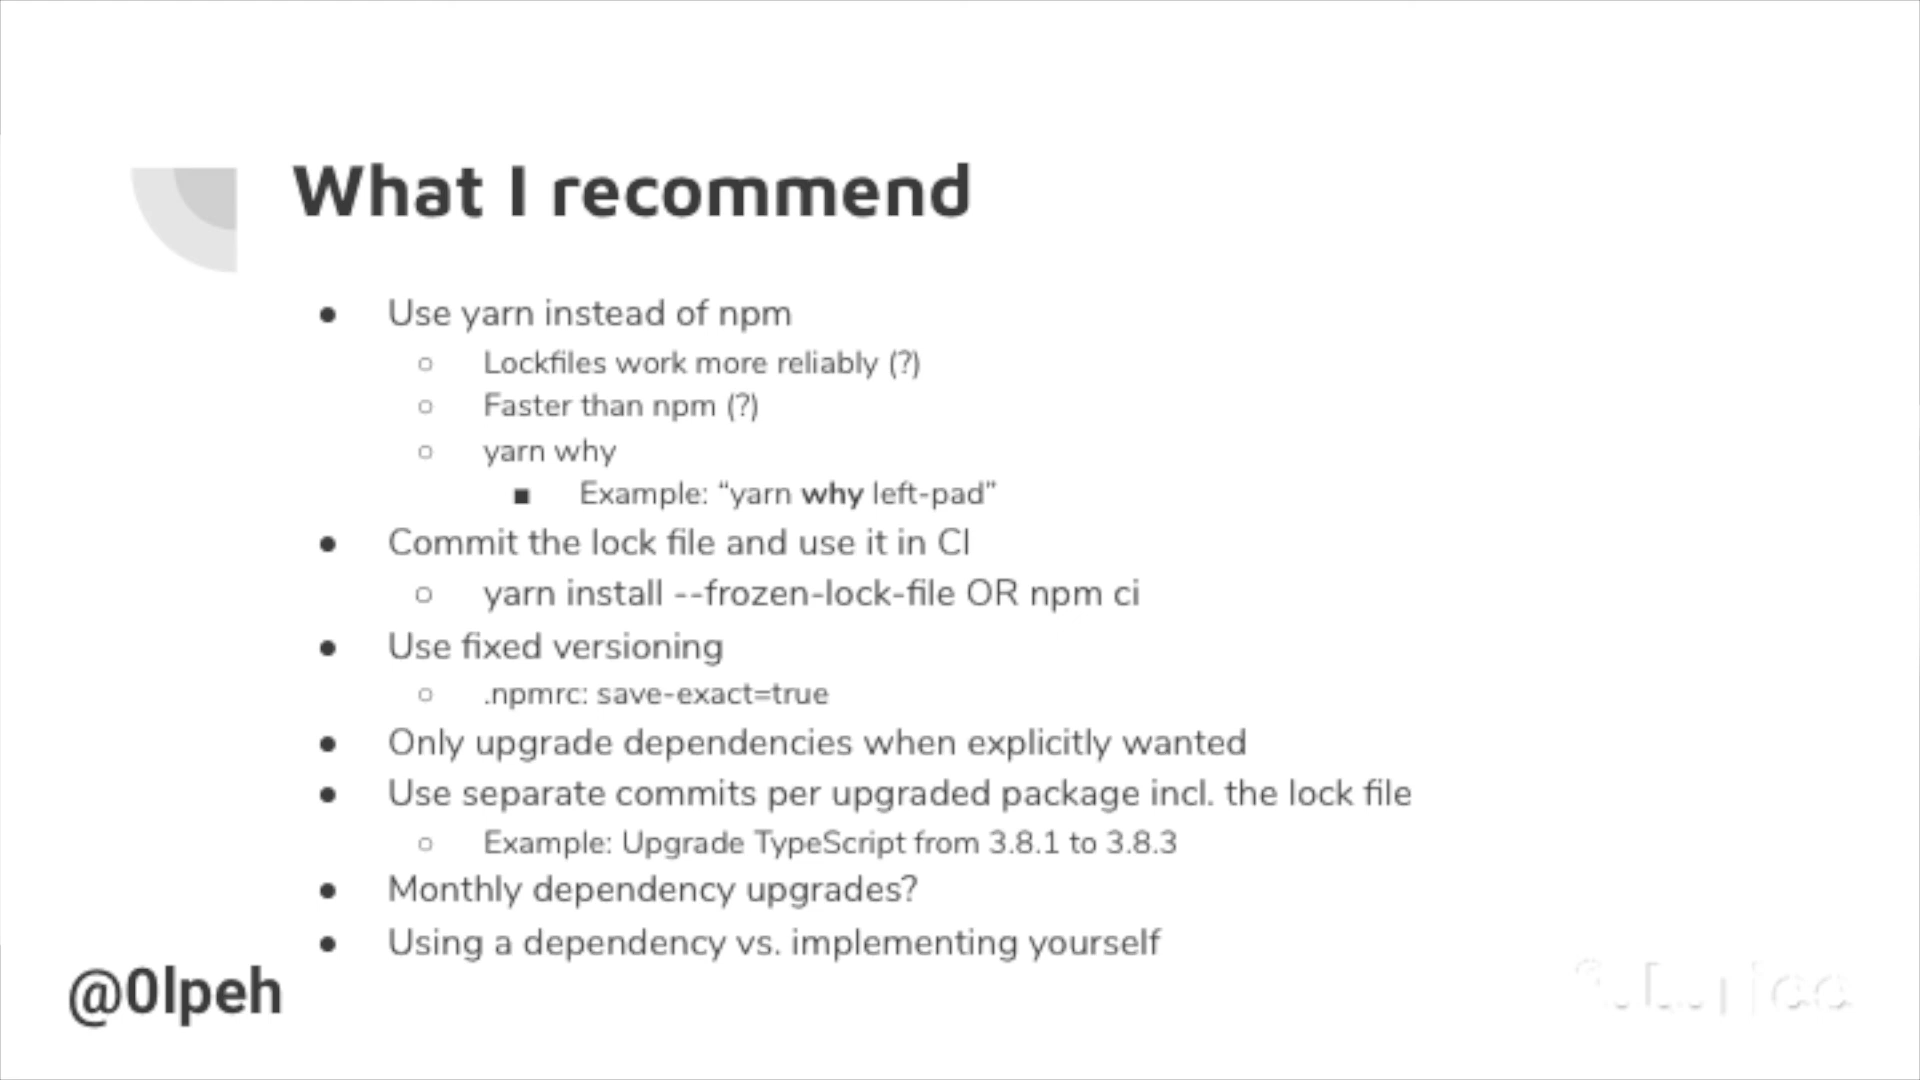 What I recommend
● Use yarn instead of npm
○ Lockfiles work more reliably (?)
○ Faster than npm (?)
○ yarn why
■ Example: “yarn why left-pad”
● Commit the lock file and use it in CI
○ yarn install --frozen-lock-file OR npm ci
● Use fixed versioning
○ .npmrc: save-exact=true
● Only upgrade dependencies when explicitly wanted
● Use separate commits per upgraded package incl. the lock file
○ Example: Upgrade TypeScript from 3.8.1 to 3.8.3
● Monthly dependency upgrades?
● Using a dependency vs. implementing yourself
@0lpeh